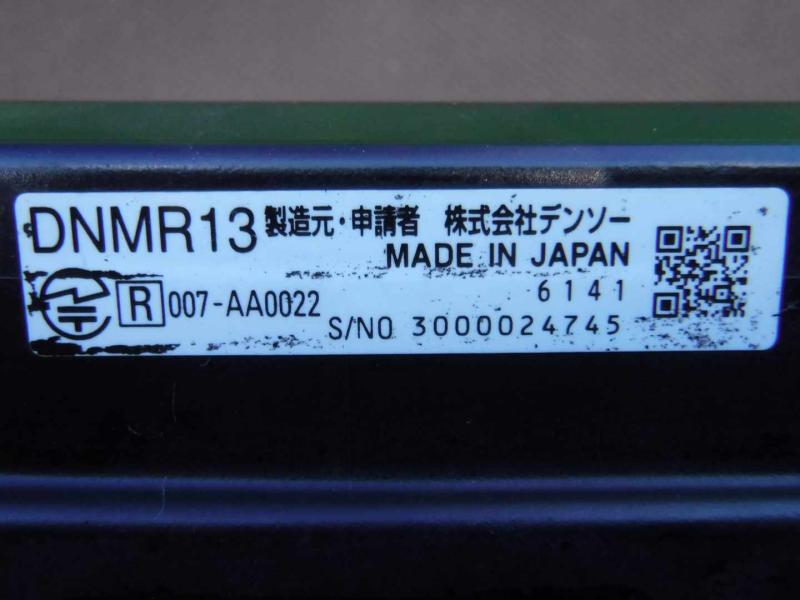 DNMR13 製造元・申請者 株式会社デンソー
MADE IN JAPAN
R 007-AA0022 6141
S/NO 3000024745